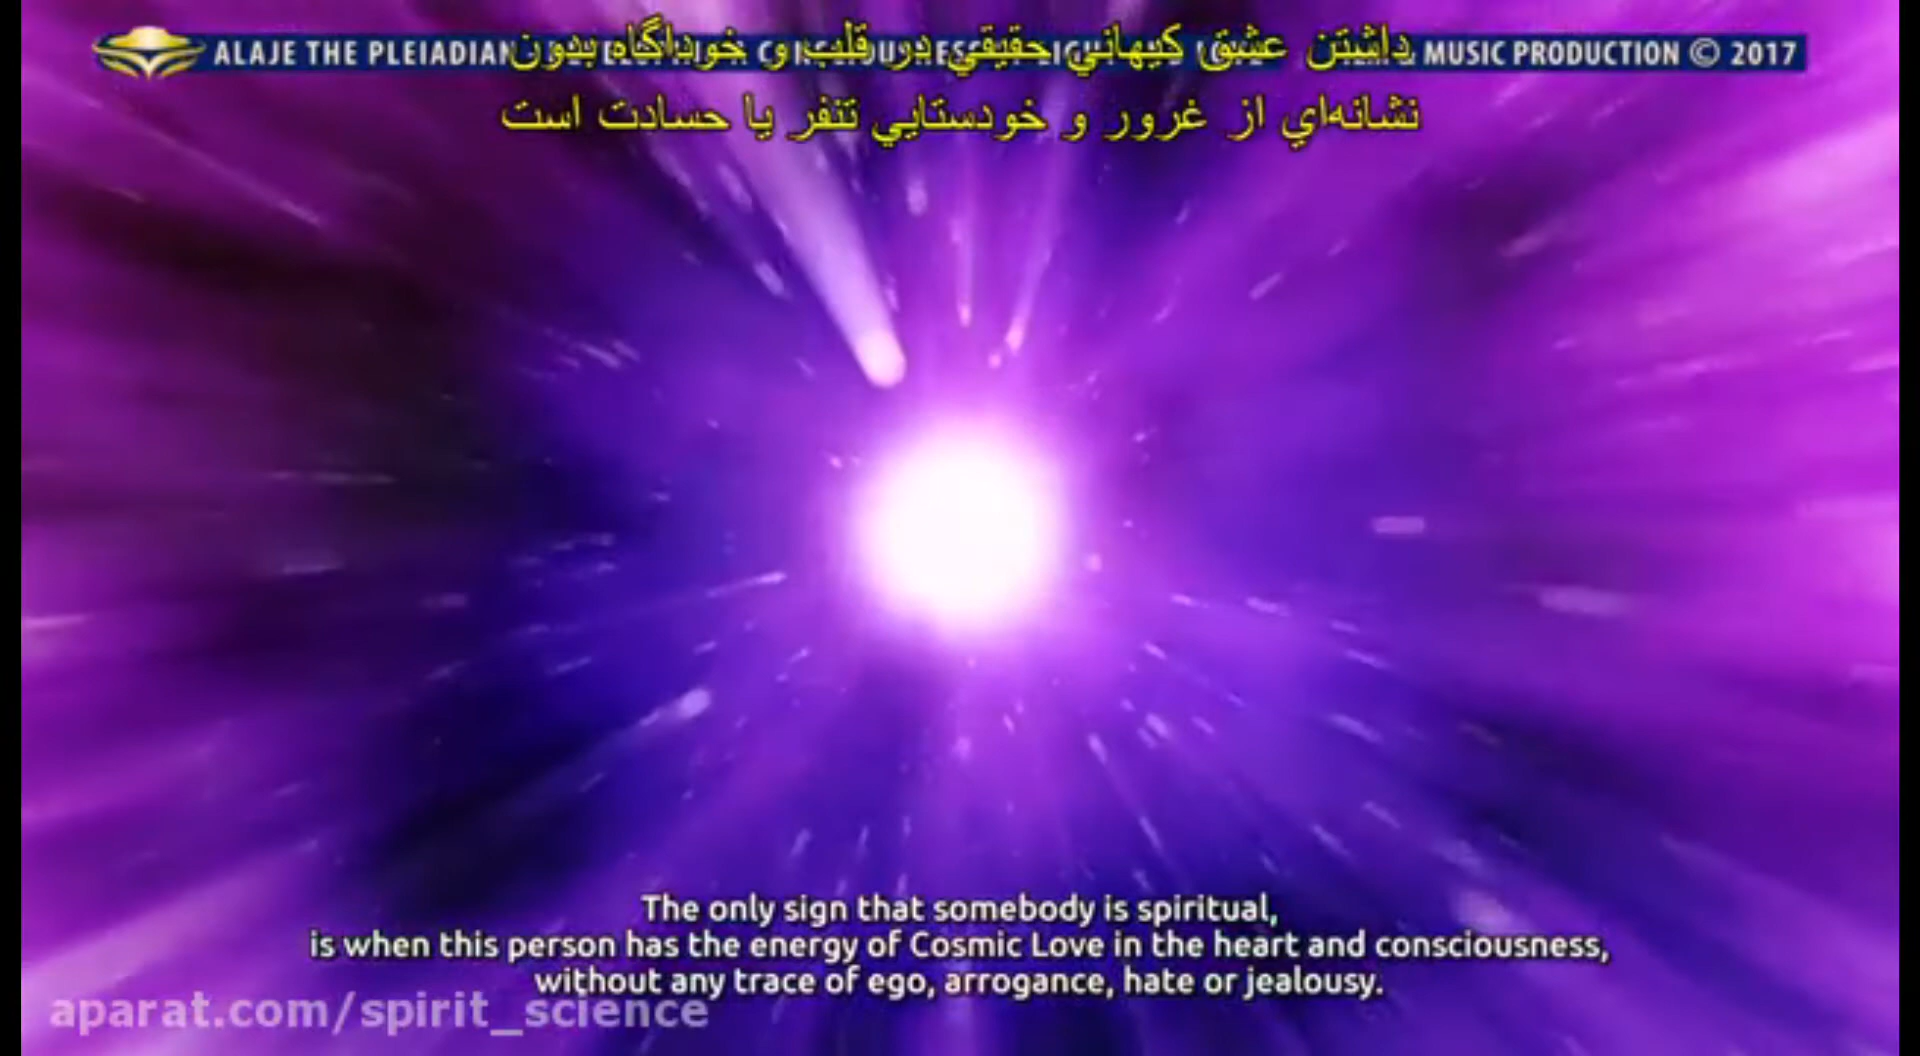 ALAJE THE PLEIADIAN MUSIC PRODUCTION © 2017
داشتن عشق كيهاني حقيقي در قلب و خودآگاه بدون
نشانه‌اي از غرور و خودستايي تنفر يا حسادت است
The only sign that somebody is spiritual,
is when this person has the energy of Cosmic Love in the heart and consciousness,
without any trace of ego, arrogance, hate or jealousy.
aparat.com/spirit_science